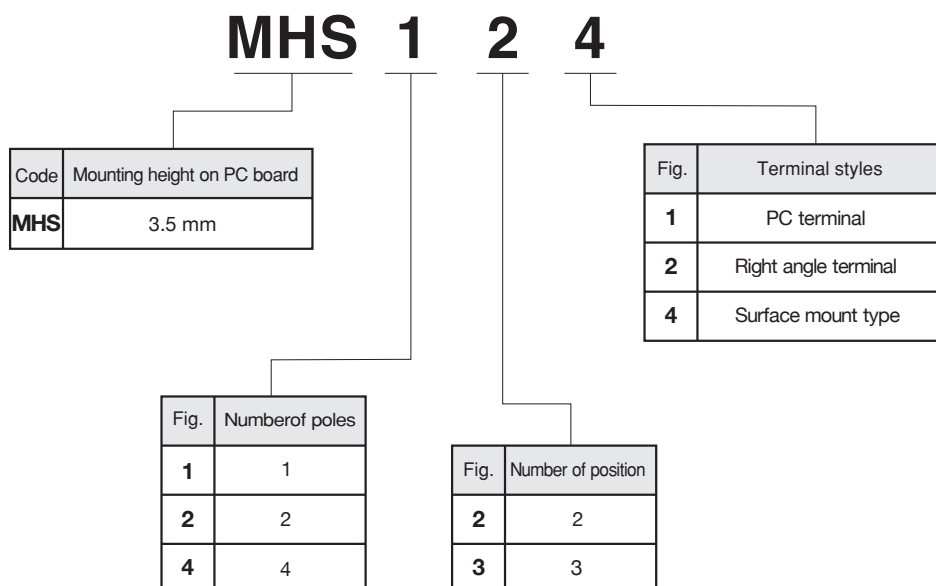 MHS 1 2 4
Code Mounting height on PC board
MHS 3.5 mm
Fig. Terminal styles
1 PC terminal
2 Right angle terminal
4 Surface mount type
Fig. Numberof poles
1 1
2 2
4 4
Fig. Number of position
2 2
3 3